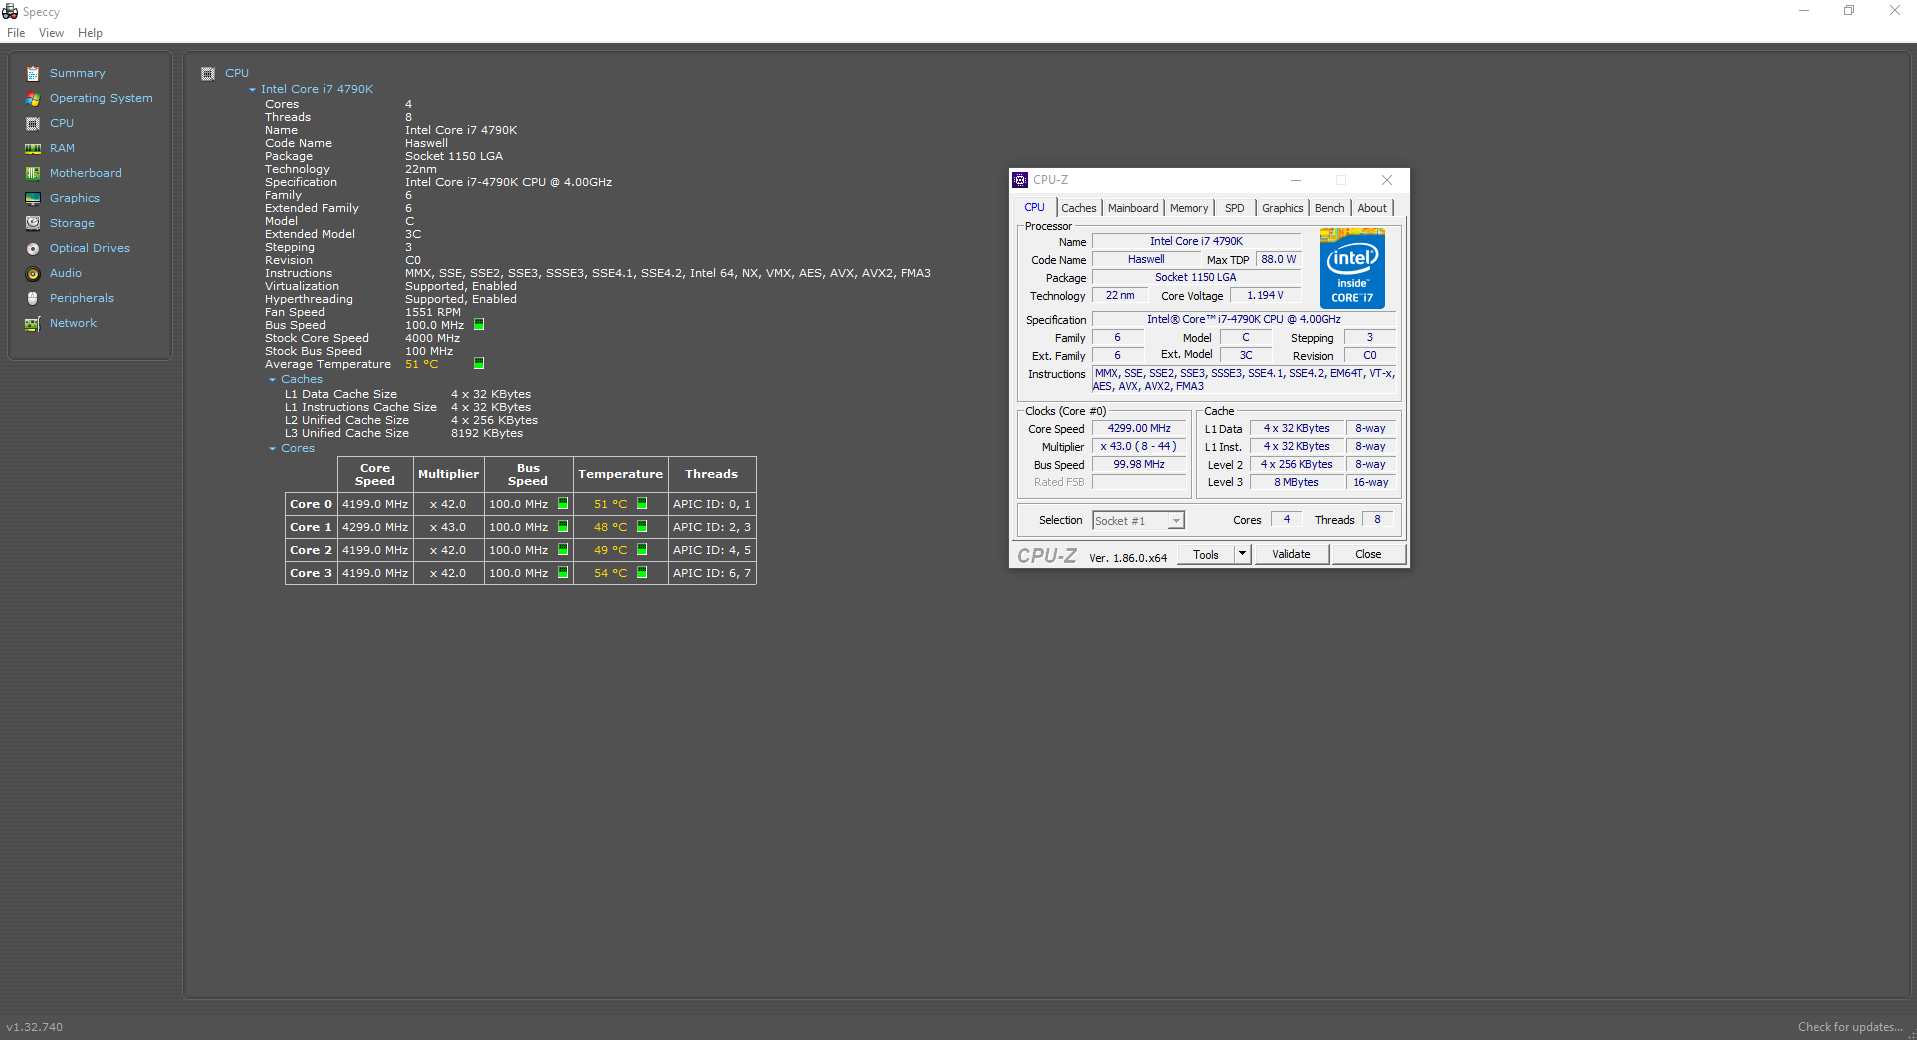 Speccy
File View Help
Summary
Operating System
CPU
RAM
Motherboard
Graphics
Storage
Optical Drives
Audio
Peripherals
Network
CPU
Intel Core i7 4790K
Cores 4
Threads 8
Name Intel Core i7 4790K
Code Name Haswell
Package Socket 1150 LGA
Technology 22nm
Specification Intel Core i7-4790K CPU @ 4.00GHz
Family 6
Extended Family 6
Model C
Extended Model 3C
Stepping 3
Revision C0
Instructions MMX, SSE, SSE2, SSE3, SSSE3, SSE4.1, SSE4.2, Intel 64, NX, VMX, AES, AVX, AVX2, FMA3
Virtualization Supported, Enabled
Hyperthreading Supported, Enabled
Fan Speed 1551 RPM
Bus Speed 100.0 MHz
Stock Core Speed 4000 MHz
Stock Bus Speed 100 MHz
Average Temperature 51 °C
Caches
L1 Data Cache Size 4 x 32 KBytes
L1 Instructions Cache Size 4 x 32 KBytes
L2 Unified Cache Size 4 x 256 KBytes
L3 Unified Cache Size 8192 KBytes
Cores
Core Speed Multiplier Bus Speed Temperature Threads
Core 0 4199.0 MHz x 42.0 100.0 MHz 51 °C APIC ID: 0, 1
Core 1 4299.0 MHz x 43.0 100.0 MHz 48 °C APIC ID: 2, 3
Core 2 4199.0 MHz x 42.0 100.0 MHz 49 °C APIC ID: 4, 5
Core 3 4199.0 MHz x 42.0 100.0 MHz 54 °C APIC ID: 6, 7
CPU-Z
CPU Caches Mainboard Memory SPD Graphics Bench About
Processor
Name Intel Core i7 4790K
Code Name Haswell Max TDP 88.0 W
Package Socket 1150 LGA
Technology 22 nm Core Voltage 1.194 V
intel
inside™
CORE™i7
Specification Intel® Core™ i7-4790K CPU @ 4.00GHz
Family 6 Model C Stepping 3
Ext. Family 6 Ext. Model 3C Revision C0
Instructions MMX, SSE, SSE2, SSE3, SSSE3, SSE4.1, SSE4.2, EM64T, VT-x,
AES, AVX, AVX2, FMA3
Clocks (Core #0)
Core Speed 4299.00 MHz
Multiplier x 43.0 ( 8 - 44 )
Bus Speed 99.98 MHz
Rated FSB
Cache
L1 Data 4 x 32 KBytes 8-way
L1 Inst. 4 x 32 KBytes 8-way
Level 2 4 x 256 KBytes 8-way
Level 3 8 MBytes 16-way
Selection Socket #1 Cores 4 Threads 8
CPU-Z Ver. 1.86.0.x64 Tools Validate Close
v1.32.740
Check for updates...